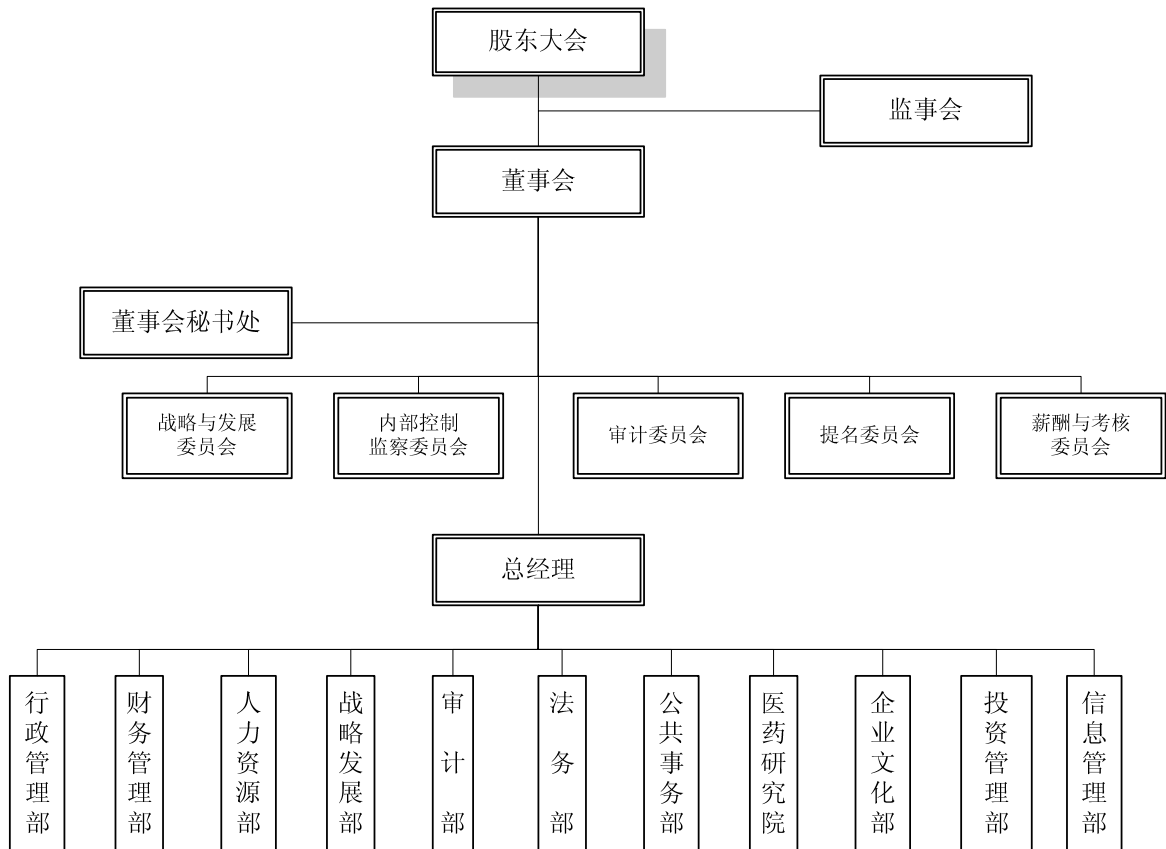 股东大会
监事会
董事会
董事会秘书处
战略与发展
委员会
内部控制
监察委员会
审计委员会
提名委员会
薪酬与考核
委员会
总经理
行政管理部
财务管理部
人力资源部
战略发展部
审计部
法务部
公共事务部
医药研究院
企业文化部
投资管理部
信息管理部